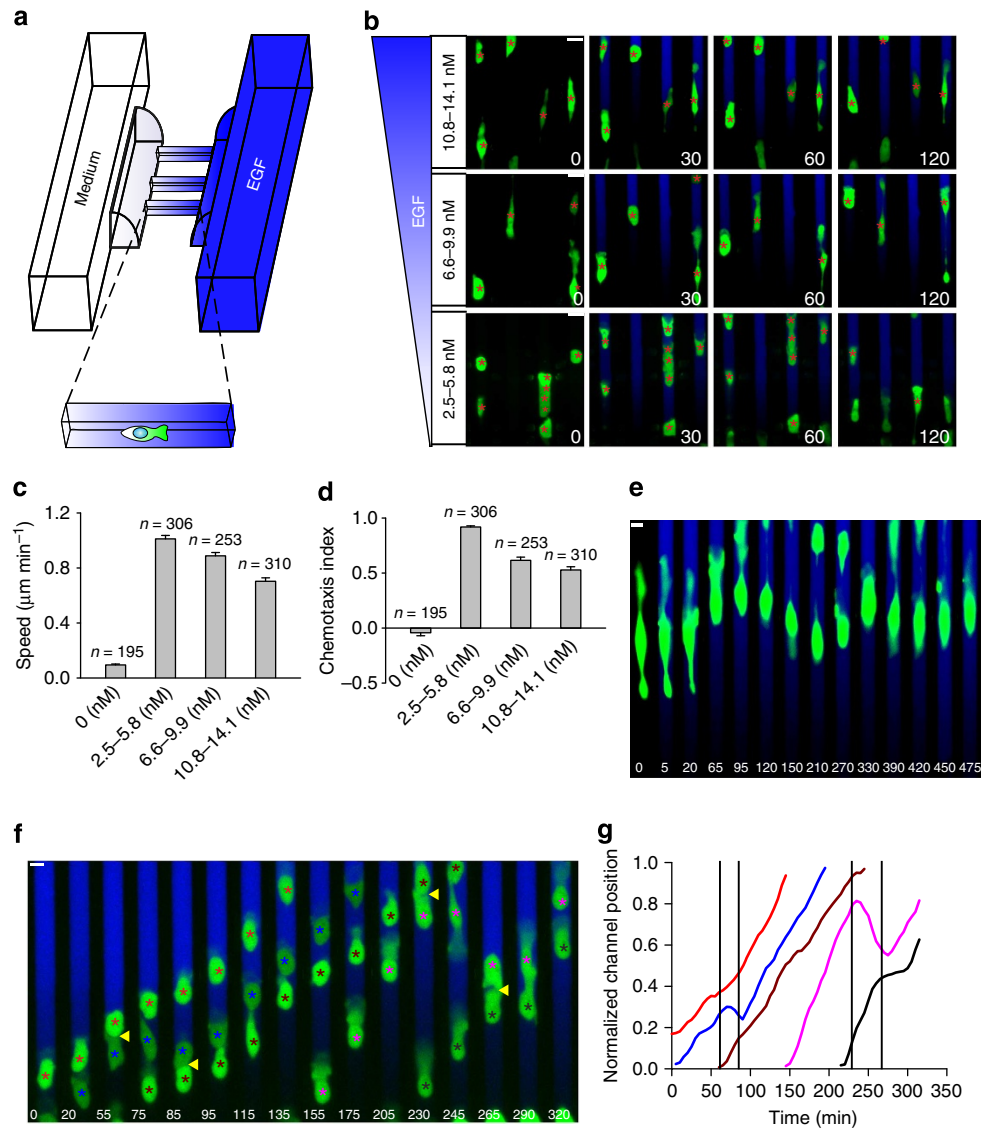 a
Medium
EGF
b
EGF
10.8–14.1 nM
0
30
60
120
6.6–9.9 nM
0
30
60
120
2.5–5.8 nM
0
30
60
120
c
Speed (µm min−1)
1.2
0.8
0.4
0.0
n = 195
n = 306
n = 253
n = 310
0 (nM)
2.5–5.8 (nM)
6.6–9.9 (nM)
10.8–14.1 (nM)
d
Chemotaxis index
1.0
0.5
0.0
–0.5
n = 195
n = 306
n = 253
n = 310
0 (nM)
2.5–5.8 (nM)
6.6–9.9 (nM)
10.8–14.1 (nM)
e
0 5 20 65 95 120 150 210 270 330 390 420 450 475
f
0 20 55 75 85 95 115 135 155 175 205 230 245 265 290 320
g
Normalized channel position
1.0
0.8
0.6
0.4
0.2
0.0
0 50 100 150 200 250 300 350
Time (min)